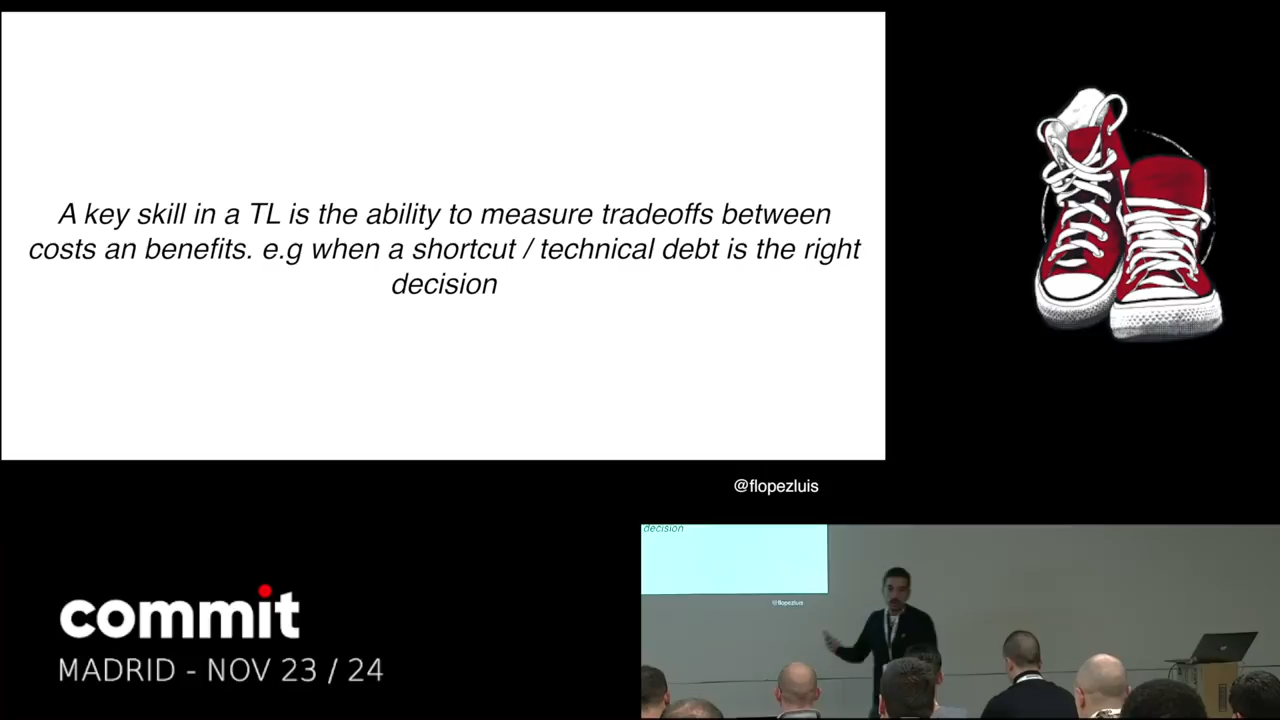 A key skill in a TL is the ability to measure tradeoffs between
costs an benefits. e.g when a shortcut / technical debt is the right
decision
@flopezluis
commit
MADRID - NOV 23 / 24
decision
@flopezluis